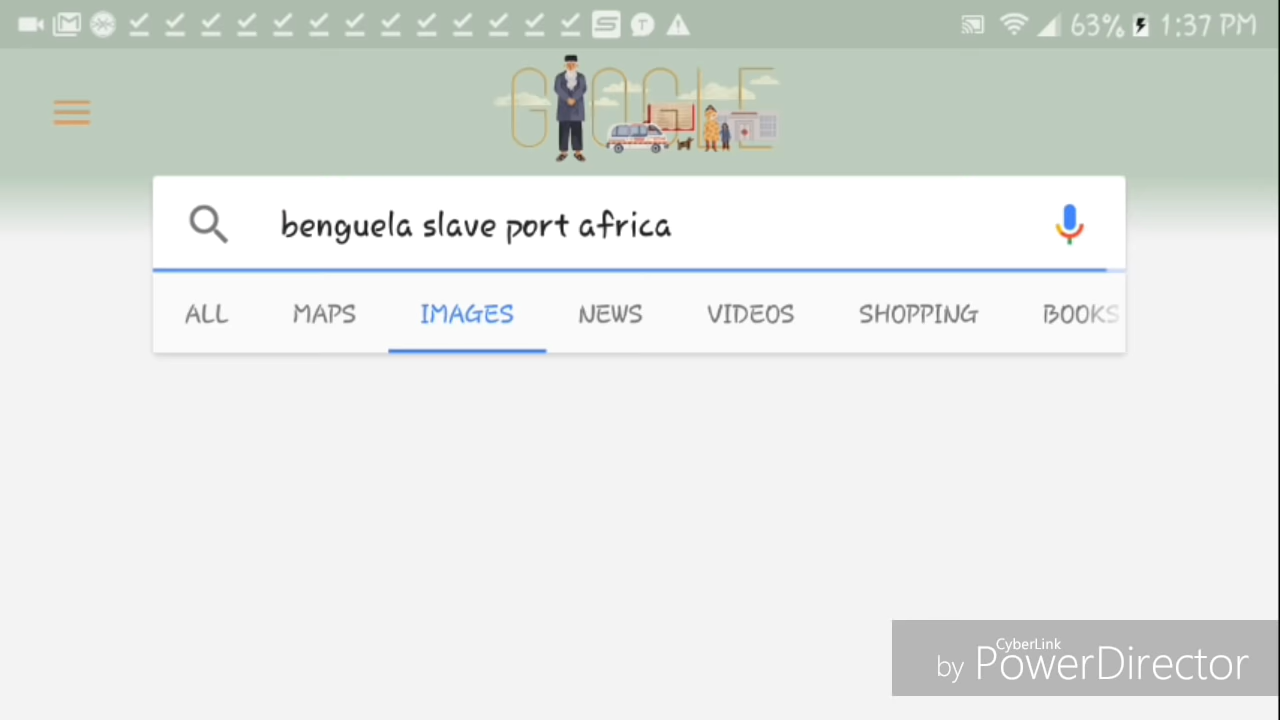 63% 1:37 PM
GOOGLE
benguela slave port africa
ALL MAPS IMAGES NEWS VIDEOS SHOPPING BOOKS
CyberLink
by PowerDirector